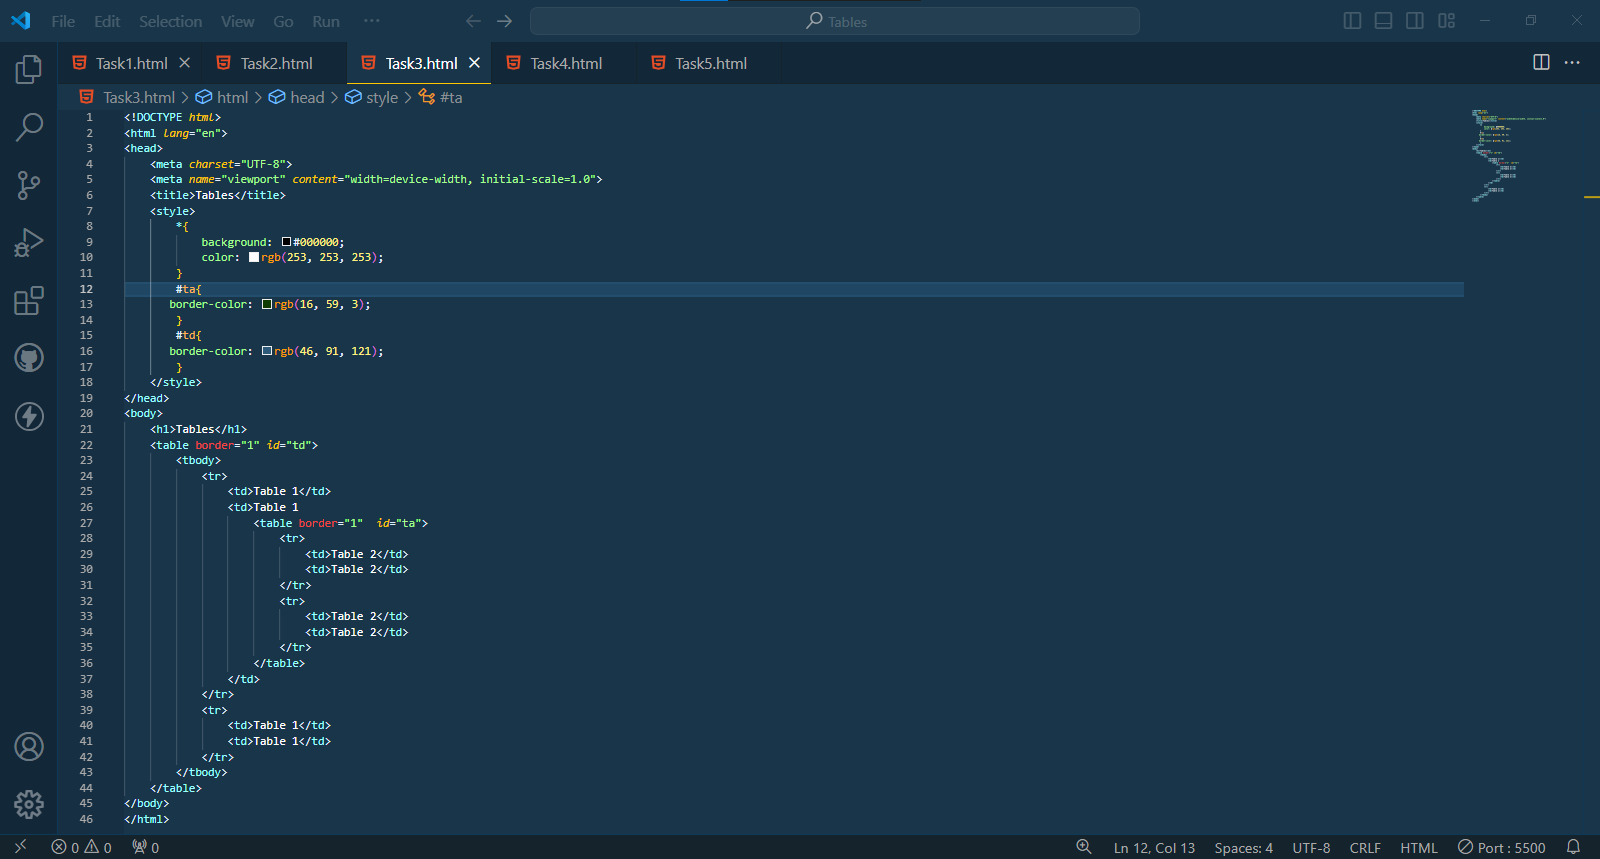 File Edit Selection View Go Run ··· Tables
Task1.html Task2.html Task3.html Task4.html Task5.html
Task3.html > html > head > style > #ta
1 <!DOCTYPE html>
2 <html lang="en">
3 <head>
4 <meta charset="UTF-8">
5 <meta name="viewport" content="width=device-width, initial-scale=1.0">
6 <title>Tables</title>
7 <style>
8 *{
9 background: #000000;
10 color: rgb(253, 253, 253);
11 }
12 #ta{
13 border-color: rgb(16, 59, 3);
14 }
15 #td{
16 border-color: rgb(46, 91, 121);
17 }
18 </style>
19 </head>
20 <body>
21 <h1>Tables</h1>
22 <table border="1" id="td">
23 <tbody>
24 <tr>
25 <td>Table 1</td>
26 <td>Table 1
27 <table border="1"  id="ta">
28 <tr>
29 <td>Table 2</td>
30 <td>Table 2</td>
31 </tr>
32 <tr>
33 <td>Table 2</td>
34 <td>Table 2</td>
35 </tr>
36 </table>
37 </td>
38 </tr>
39 <tr>
40 <td>Table 1</td>
41 <td>Table 1</td>
42 </tr>
43 </tbody>
44 </table>
45 </body>
46 </html>
0 0 0 Ln 12, Col 13 Spaces: 4 UTF-8 CRLF HTML Port : 5500